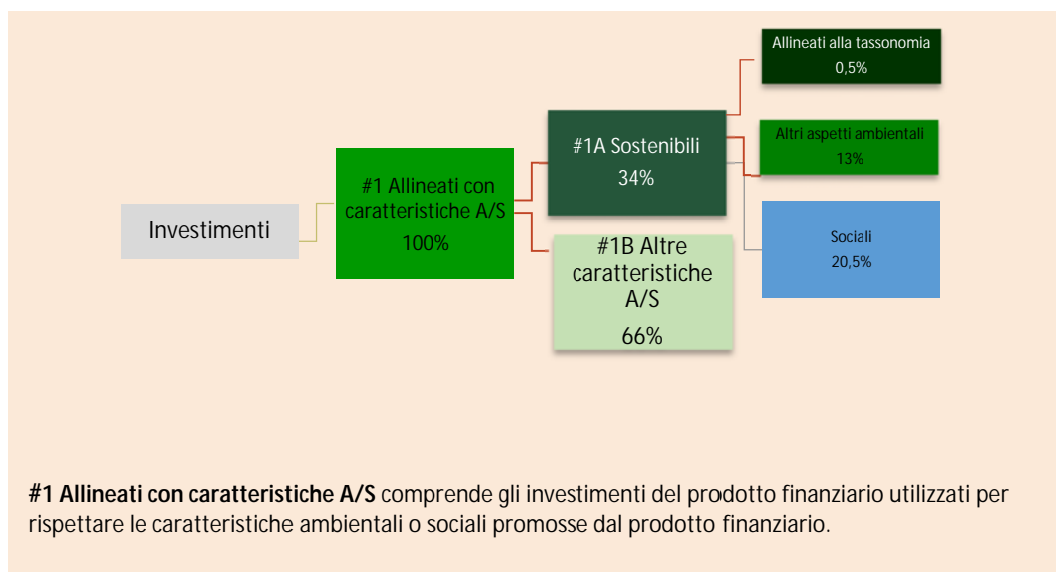 Allineati alla tassonomia
0,5%
#1A Sostenibili
34%
Altri aspetti ambientali
13%
#1 Allineati con
caratteristiche A/S
100%
Investimenti
Sociali
20,5%
#1B Altre
caratteristiche
A/S
66%
#1 Allineati con caratteristiche A/S comprende gli investimenti del prodotto finanziario utilizzati per
rispettare le caratteristiche ambientali o sociali promosse dal prodotto finanziario.